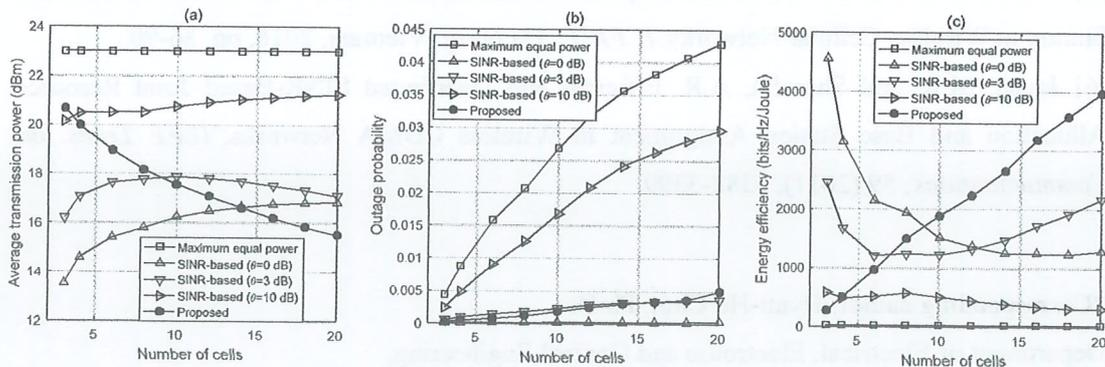 (a)
23
22
20
18
16
14
12
5
10
15
20
Average transmission power (dBm)
Number of cells
Maximum equal power
SINR-based (θ=0 dB)
SINR-based (θ=3 dB)
SINR-based (θ=10 dB)
Proposed
(b)
0.045
0.04
0.035
0.03
0.025
0.02
0.015
0.01
0.005
0
5
10
15
20
Outage probability
Number of cells
Maximum equal power
SINR-based (θ=0 dB)
SINR-based (θ=3 dB)
SINR-based (θ=10 dB)
Proposed
(c)
5000
4000
3000
2000
1000
0
5
10
15
20
Energy efficiency (bits/Hz/Joule)
Number of cells
Maximum equal power
SINR-based (θ=0 dB)
SINR-based (θ=3 dB)
SINR-based (θ=10 dB)
Proposed